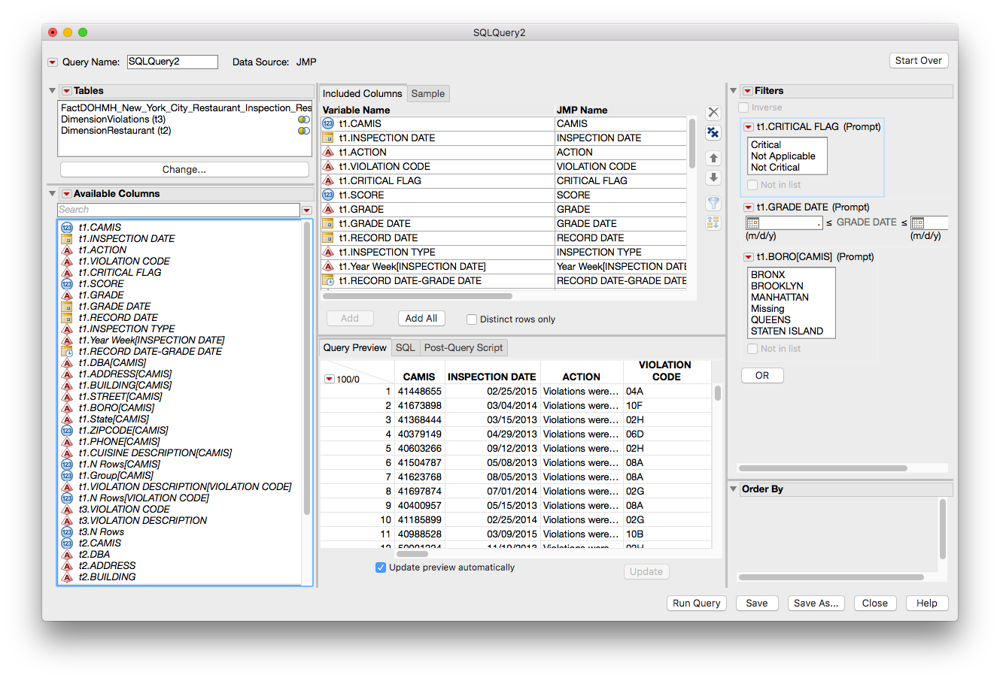 SQLQuery2
Query Name: SQLQuery2 Data Source: JMP Start Over
Tables
FactDOHMH_New_York_City_Restaurant_Inspection_Res
DimensionViolations (t3)
DimensionRestaurant (t2)
Change...
Available Columns
Search
t1.CAMIS
t1.INSPECTION DATE
t1.ACTION
t1.VIOLATION CODE
t1.CRITICAL FLAG
t1.SCORE
t1.GRADE
t1.GRADE DATE
t1.RECORD DATE
t1.INSPECTION TYPE
t1.Year Week[INSPECTION DATE]
t1.RECORD DATE-GRADE DATE
t1.DBA[CAMIS]
t1.ADDRESS[CAMIS]
t1.BUILDING[CAMIS]
t1.STREET[CAMIS]
t1.BORO[CAMIS]
t1.State[CAMIS]
t1.ZIPCODE[CAMIS]
t1.PHONE[CAMIS]
t1.CUISINE DESCRIPTION[CAMIS]
t1.N Rows[CAMIS]
t1.Group[CAMIS]
t1.VIOLATION DESCRIPTION[VIOLATION CODE]
t1.N Rows[VIOLATION CODE]
t3.VIOLATION CODE
t3.VIOLATION DESCRIPTION
t3.N Rows
t2.CAMIS
t2.DBA
t2.ADDRESS
t2.BUILDING
Included Columns Sample
Variable Name JMP Name
t1.CAMIS CAMIS
t1.INSPECTION DATE INSPECTION DATE
t1.ACTION ACTION
t1.VIOLATION CODE VIOLATION CODE
t1.CRITICAL FLAG CRITICAL FLAG
t1.SCORE SCORE
t1.GRADE GRADE
t1.GRADE DATE GRADE DATE
t1.RECORD DATE RECORD DATE
t1.INSPECTION TYPE INSPECTION TYPE
t1.Year Week[INSPECTION DATE] Year Week[INSPECTION DATE
t1.RECORD DATE-GRADE DATE RECORD DATE-GRADE DATE
Add Add All Distinct rows only
Query Preview SQL Post-Query Script
100/0 CAMIS INSPECTION DATE ACTION VIOLATION CODE
1 41448655 02/25/2015 Violations were... 04A
2 41673898 03/04/2014 Violations were... 10F
3 41368444 03/15/2013 Violations were... 02H
4 40379149 04/29/2013 Violations were... 06D
5 40603266 09/12/2013 Violations were... 02H
6 41504787 05/08/2013 Violations were... 08A
7 41623768 08/05/2013 Violations were... 08A
8 41697874 07/01/2014 Violations were... 02G
9 40400957 05/15/2013 Violations were... 08A
10 41185899 02/25/2014 Violations were... 02G
11 40988528 03/09/2015 Violations were... 10B
Update preview automatically Update
Filters
Inverse
t1.CRITICAL FLAG (Prompt)
Critical
Not Applicable
Not Critical
Not in list
t1.GRADE DATE (Prompt)
. ≤ GRADE DATE ≤
(m/d/y) (m/d/y)
t1.BORO[CAMIS] (Prompt)
BRONX
BROOKLYN
MANHATTAN
Missing
QUEENS
STATEN ISLAND
Not in list
OR
Order By
Run Query Save Save As... Close Help